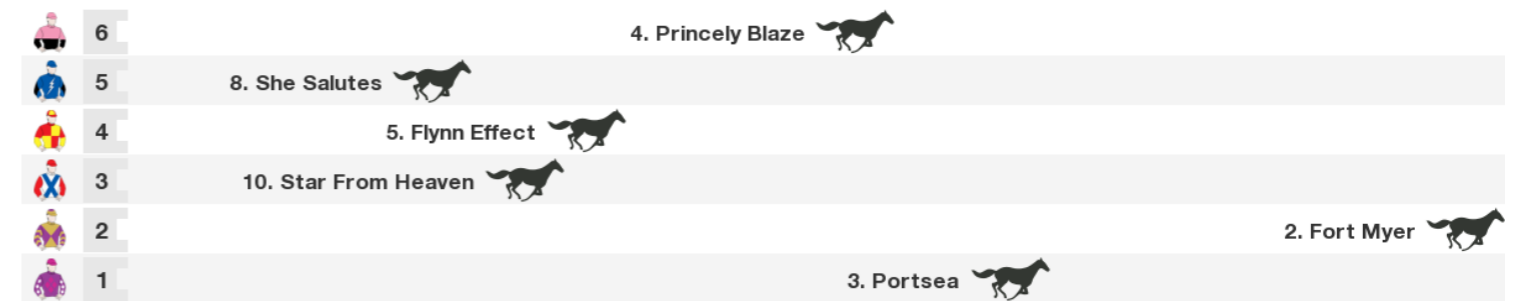 6 4. Princely Blaze
5 8. She Salutes
4 5. Flynn Effect
3 10. Star From Heaven
2 2. Fort Myer
1 3. Portsea